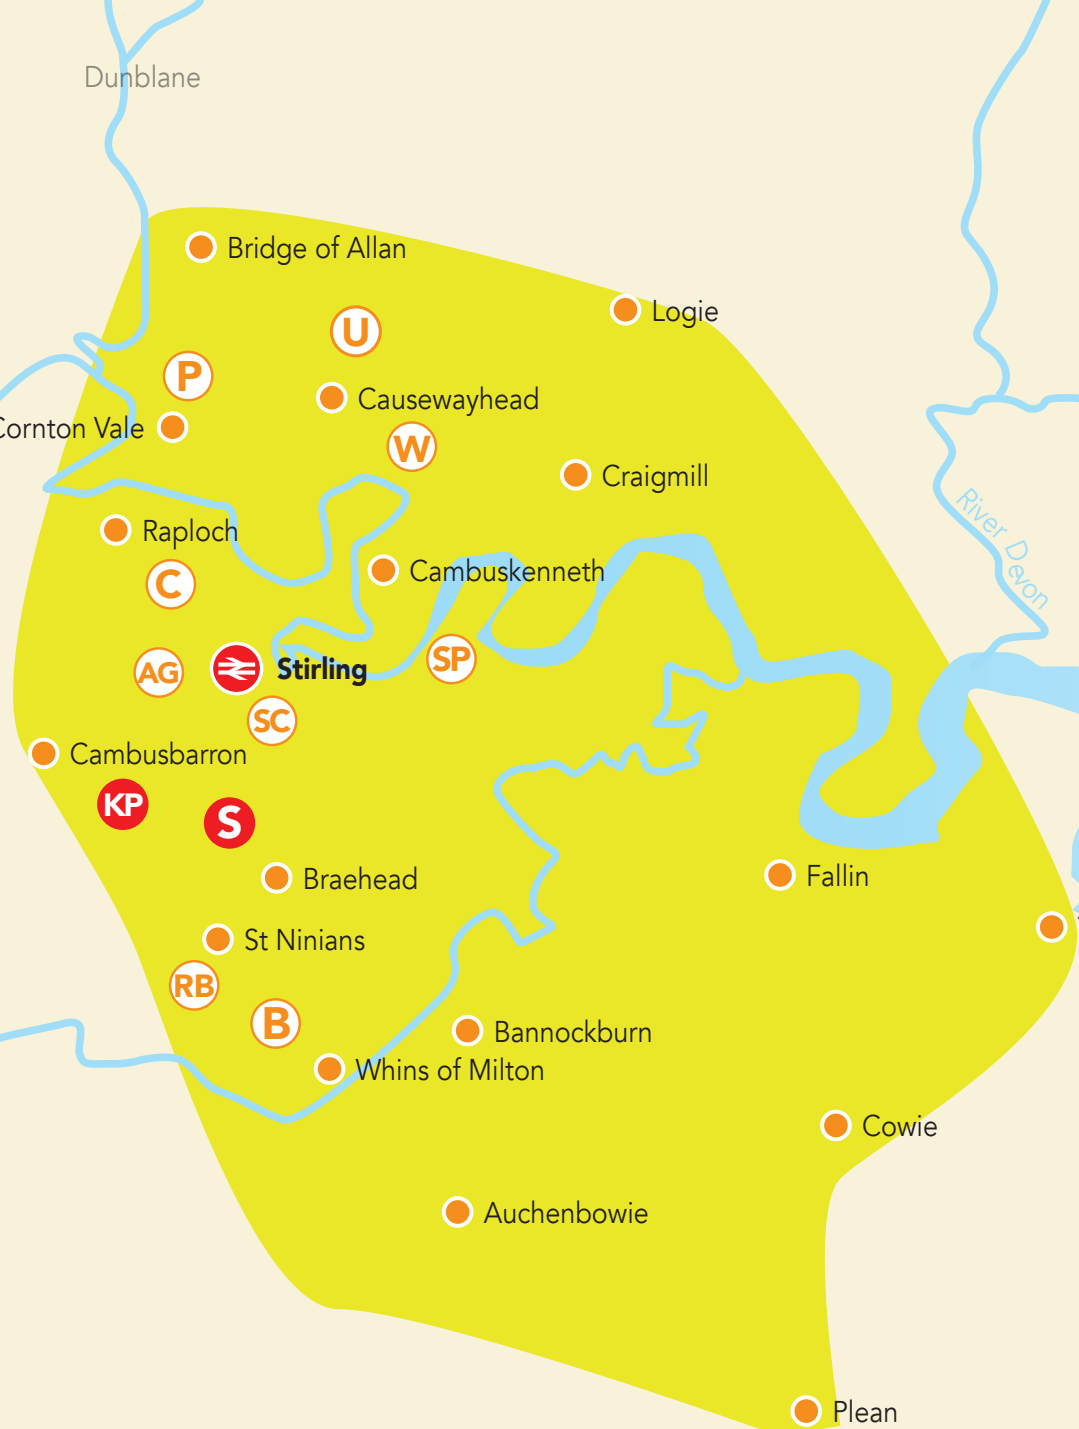 Dunblane
Bridge of Allan
Logie
U
P
Causewayhead
Cornton Vale
W
Craigmill
River Devon
Raploch
Cambuskenneth
C
SP
AG
Stirling
SC
Cambusbarron
KP
S
Fallin
Braehead
St Ninians
RB
B
Bannockburn
Whins of Milton
Cowie
Auchenbowie
Plean